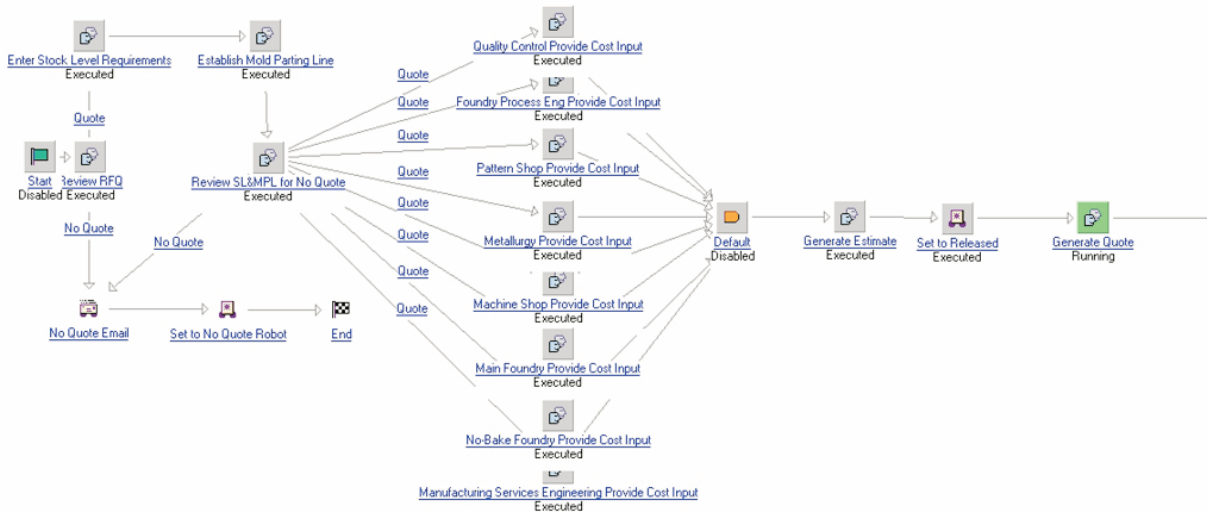 Quality Control Provide Cost Input
Executed
Enter Stock Level Requirements
Executed
Establish Mold Parting Line
Executed
Quote
Quote
Foundry Process Eng Provide Cost Input
Executed
Quote
Quote
Pattern Shop Provide Cost Input
Executed
Start
Disabled
Review RFQ
Executed
Review SL&MPL for No Quote
Executed
Quote
Quote
No Quote
No Quote
Metallurgy Provide Cost Input
Executed
Default
Disabled
Generate Estimate
Executed
Set to Released
Executed
Generate Quote
Running
Quote
Quote
Machine Shop Provide Cost Input
Executed
Quote
No Quote Email
Set to No Quote Robot
End
Main Foundry Provide Cost Input
Executed
No-Bake Foundry Provide Cost Input
Executed
Manufacturing Services Engineering Provide Cost Input
Executed